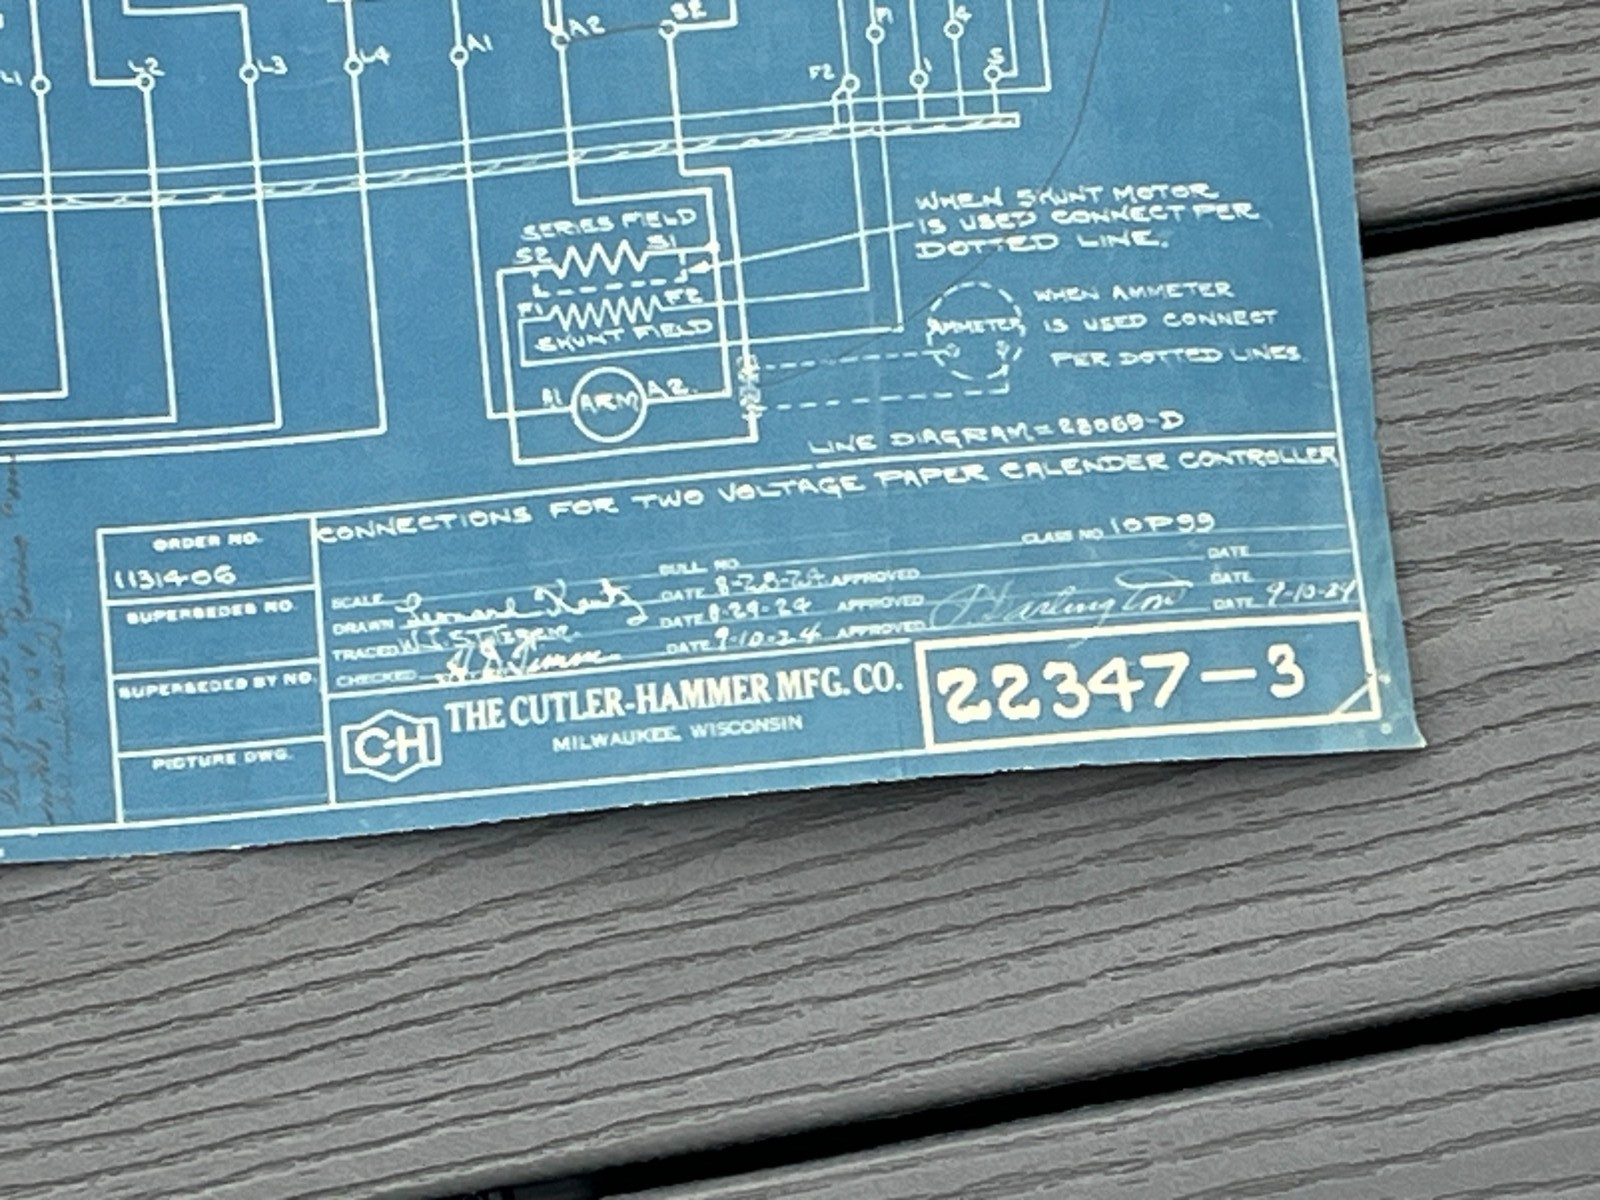 L1
L2
L3
L4
A1
A2
S2
F2
F1
S
SERIES FIELD
S2 S1
F1 F2
SHUNT FIELD
A1 ARM A2
WHEN SHUNT MOTOR
IS USED CONNECT PER
DOTTED LINE.
AMMETER
WHEN AMMETER
IS USED CONNECT
PER DOTTED LINES.
LINE DIAGRAM = 28069-D
CONNECTIONS FOR TWO VOLTAGE PAPER CALENDER CONTROLLER
ORDER NO.
1131406
SUPERSEDES NO.
SUPERSEDED BY NO.
PICTURE DWG.
BULL NO. CLASS NO. 10P99
SCALE DATE
DRAWN DATE 8-28-24 APPROVED DATE
TRACED DATE 8-29-24 APPROVED DATE 9-10-24
CHECKED DATE 9-10-24 APPROVED Darlington
C-H
THE CUTLER-HAMMER MFG. CO.
MILWAUKEE, WISCONSIN
22347-3